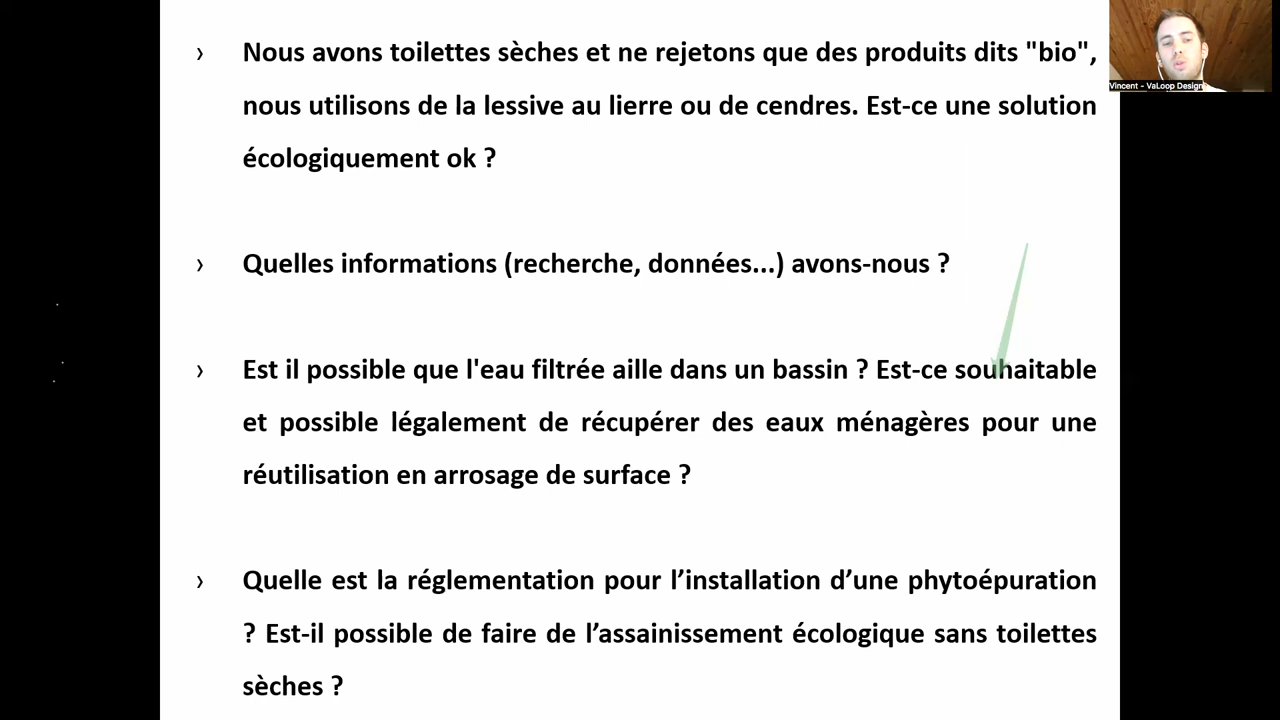 › Nous avons toilettes sèches et ne rejetons que des produits dits "bio",
nous utilisons de la lessive au lierre ou de cendres. Est-ce une solution
écologiquement ok ?
› Quelles informations (recherche, données...) avons-nous ?
› Est il possible que l'eau filtrée aille dans un bassin ? Est-ce souhaitable
et possible légalement de récupérer des eaux ménagères pour une
réutilisation en arrosage de surface ?
› Quelle est la réglementation pour l’installation d’une phytoépuration
? Est-il possible de faire de l’assainissement écologique sans toilettes
sèches ?
Vincent - VaLoop Design